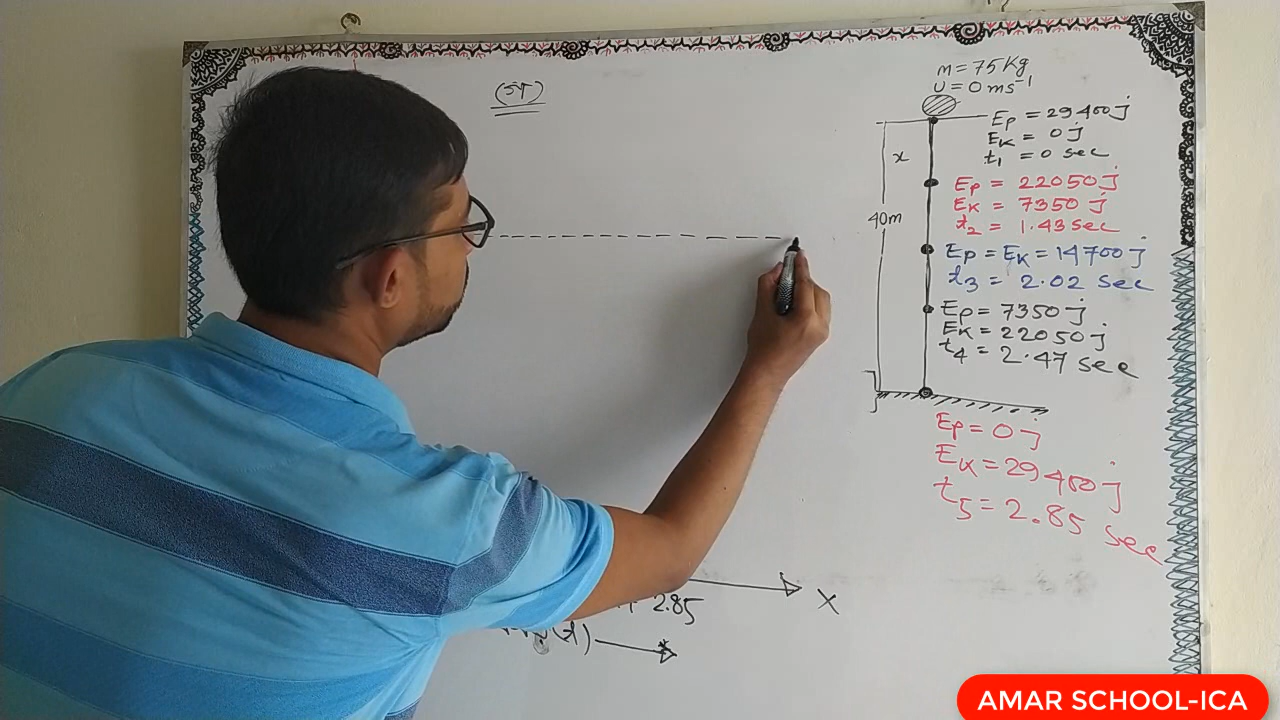 m = 75 Kg
U = 0 ms⁻¹
Ep = 29400 j
EK = 0 j
t₁ = 0 sec
x
Ep = 22050 j
EK = 7350 j
t₂ = 1.43 sec
40m
Ep = EK = 14700 j
t₃ = 2.02 sec
Ep = 7350 j
EK = 22050 j
t₄ = 2.47 sec
Ep = 0 j
EK = 29400 j
t₅ = 2.85 sec
X
2.85
(t)
AMAR SCHOOL-ICA